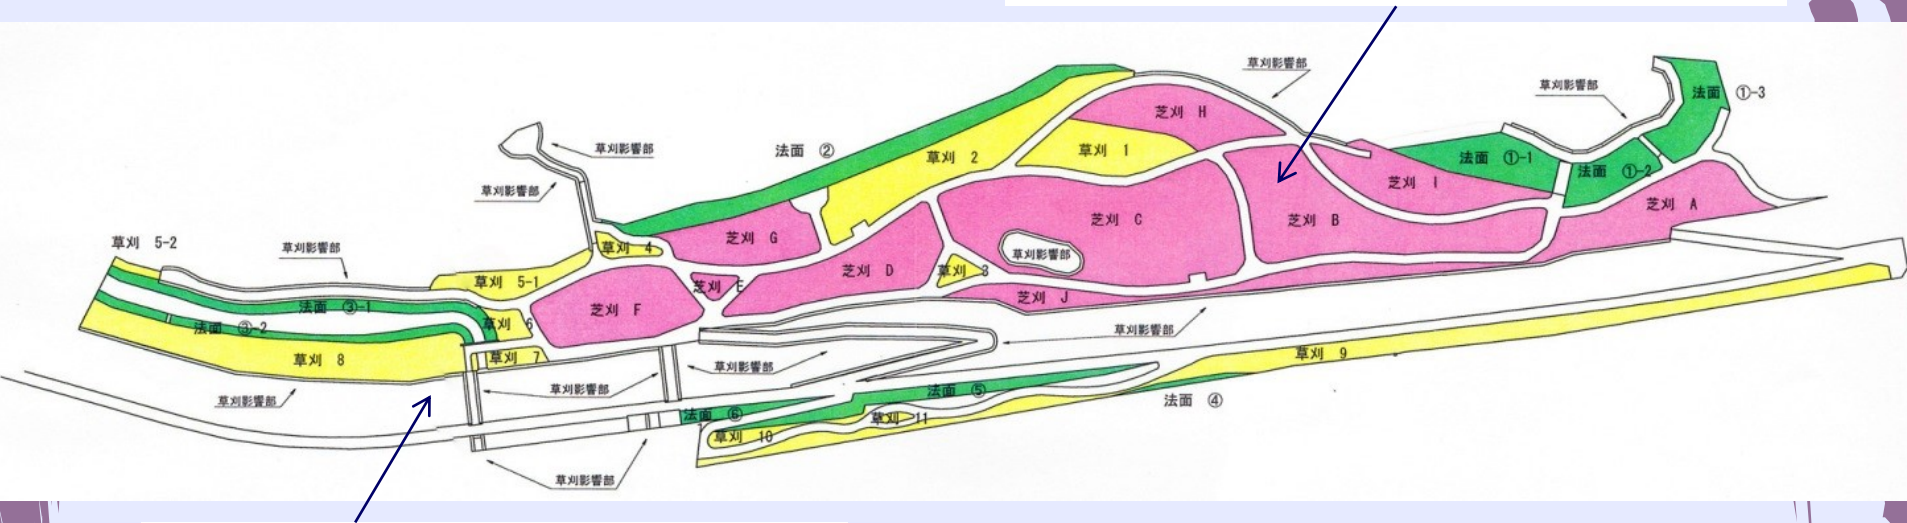 草刈影響部
草刈影響部
法面 ①-3
芝刈 H
草刈影響部
法面 ②
草刈 2
草刈 1
法面 ①-1
法面 ①-2
草刈影響部
芝刈 I
芝刈 A
芝刈 C
芝刈 B
芝刈 G
草刈 5-2
草刈影響部
草刈 4
草刈影響部
芝刈 D
草刈 3
草刈 5-1
芝刈 E
芝刈 J
法面 ③-1
芝刈 F
法面 ③-2
草刈 6
草刈影響部
草刈 8
草刈 7
草刈 9
草刈影響部
草刈影響部
法面 ⑤
草刈影響部
法面 ④
法面 ⑥
草刈 11
草刈 10
草刈影響部